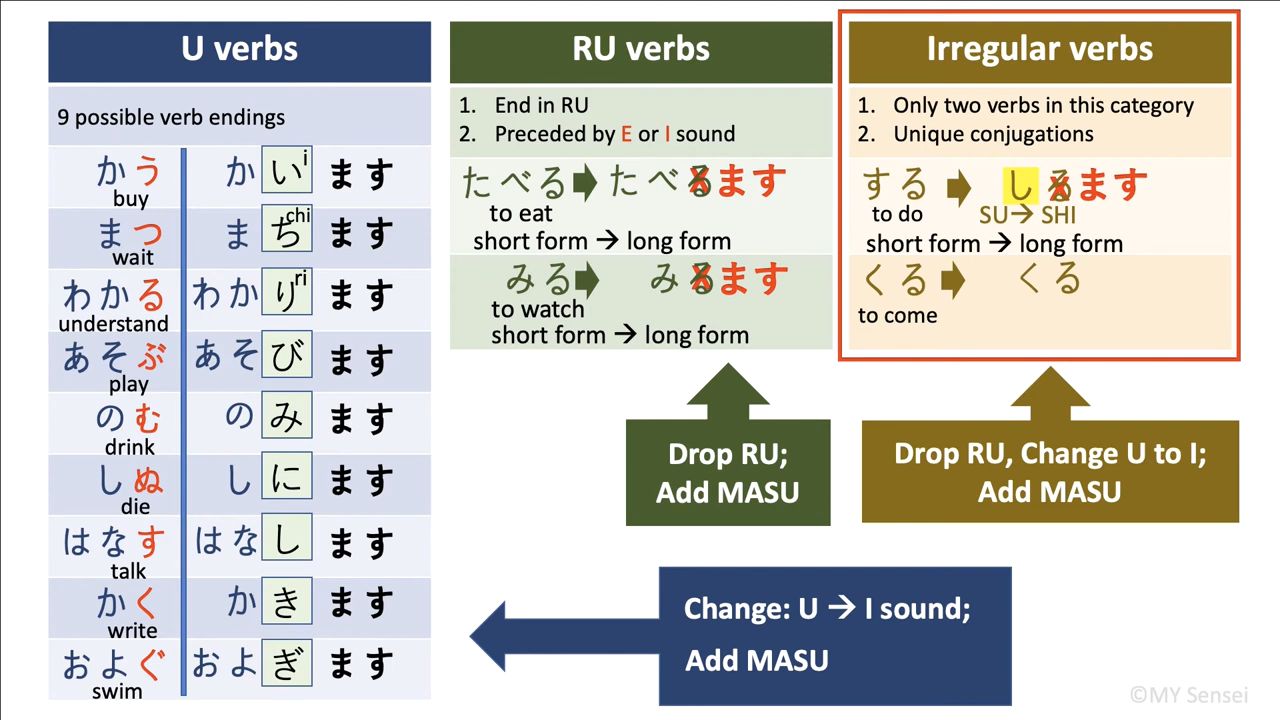 U verbs
9 possible verb endings
かう かいます
i
buy
まつ まぢます
chi
wait
わかる わかります
ri
understand
あそぶ あそびます
play
のむ のみます
drink
しぬ しにます
die
はなす はなします
talk
かく かきます
write
およぐ およぎます
swim
RU verbs
1. End in RU
2. Preceded by E or I sound
たべる たべるxます
to eat
short form → long form
みる みるxます
to watch
short form → long form
Irregular verbs
1. Only two verbs in this category
2. Unique conjugations
する しるxます
to do SU→ SHI
short form → long form
くる くる
to come
Drop RU;
Add MASU
Drop RU, Change U to I;
Add MASU
Change: U → I sound;
Add MASU
©MY Sensei